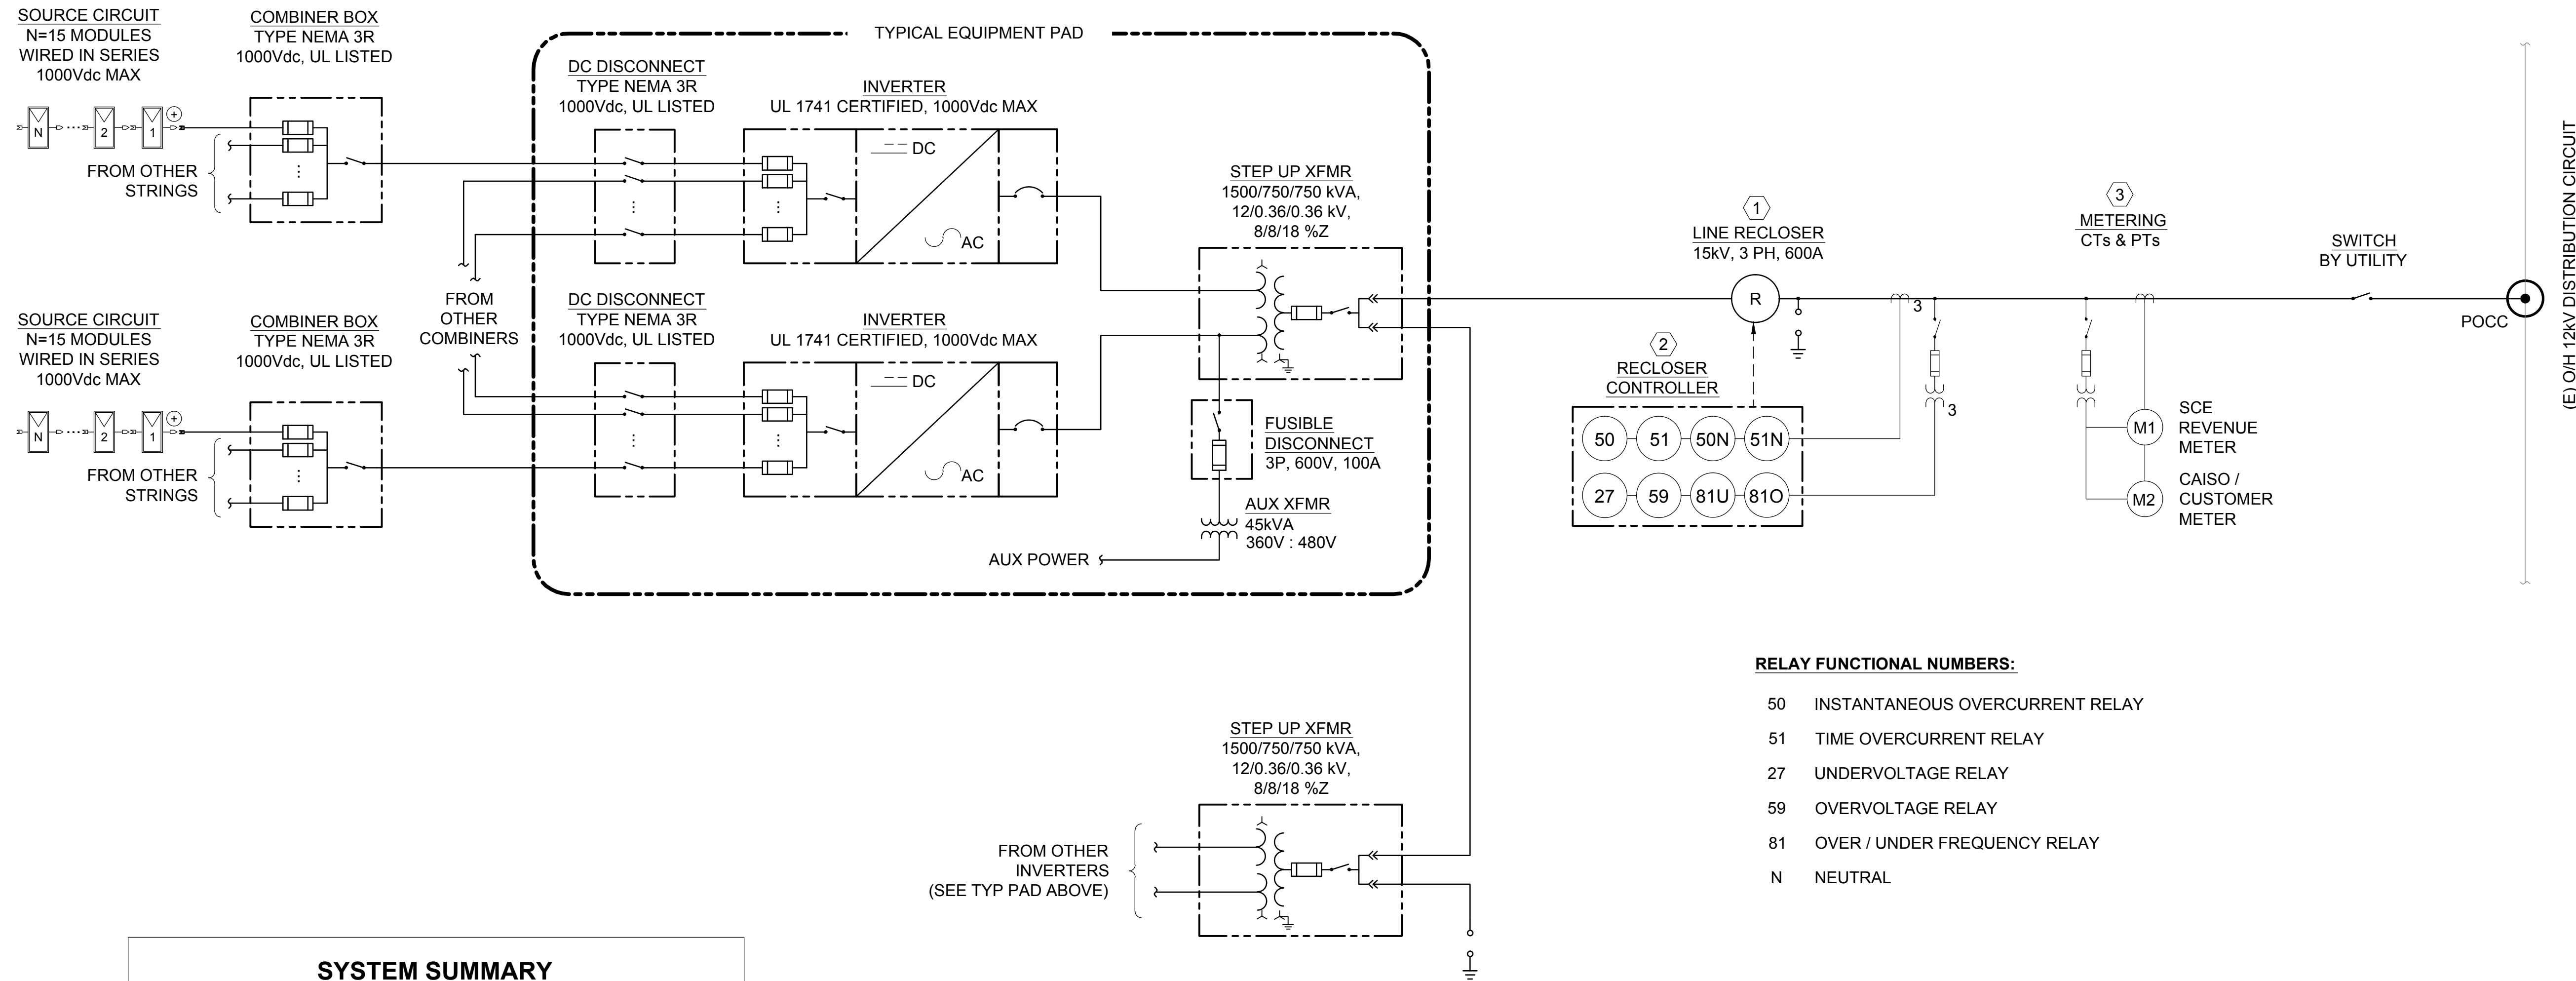 SOURCE CIRCUIT
N=15 MODULES
WIRED IN SERIES
1000Vdc MAX
COMBINER BOX
TYPE NEMA 3R
1000Vdc, UL LISTED
N
2
1
+
FROM OTHER
STRINGS
TYPICAL EQUIPMENT PAD
DC DISCONNECT
TYPE NEMA 3R
1000Vdc, UL LISTED
INVERTER
UL 1741 CERTIFIED, 1000Vdc MAX
DC
AC
STEP UP XFMR
1500/750/750 kVA,
12/0.36/0.36 kV,
8/8/18 %Z
1
LINE RECLOSER
15kV, 3 PH, 600A
R
3
METERING
CTs & PTs
SWITCH
BY UTILITY
POCC
(E) O/H 12kV DISTRIBUTION CIRCUIT
SOURCE CIRCUIT
N=15 MODULES
WIRED IN SERIES
1000Vdc MAX
COMBINER BOX
TYPE NEMA 3R
1000Vdc, UL LISTED
N
2
1
+
FROM OTHER
STRINGS
FROM
OTHER
COMBINERS
DC DISCONNECT
TYPE NEMA 3R
1000Vdc, UL LISTED
INVERTER
UL 1741 CERTIFIED, 1000Vdc MAX
DC
AC
FUSIBLE
DISCONNECT
3P, 600V, 100A
AUX XFMR
45kVA
360V : 480V
AUX POWER
2
RECLOSER
CONTROLLER
50 51 50N 51N
27 59 81U 81O
3
3
M1
SCE
REVENUE
METER
M2
CAISO /
CUSTOMER
METER
STEP UP XFMR
1500/750/750 kVA,
12/0.36/0.36 kV,
8/8/18 %Z
FROM OTHER
INVERTERS
(SEE TYP PAD ABOVE)
RELAY FUNCTIONAL NUMBERS:
50 INSTANTANEOUS OVERCURRENT RELAY
51 TIME OVERCURRENT RELAY
27 UNDERVOLTAGE RELAY
59 OVERVOLTAGE RELAY
81 OVER / UNDER FREQUENCY RELAY
N NEUTRAL
SYSTEM SUMMARY